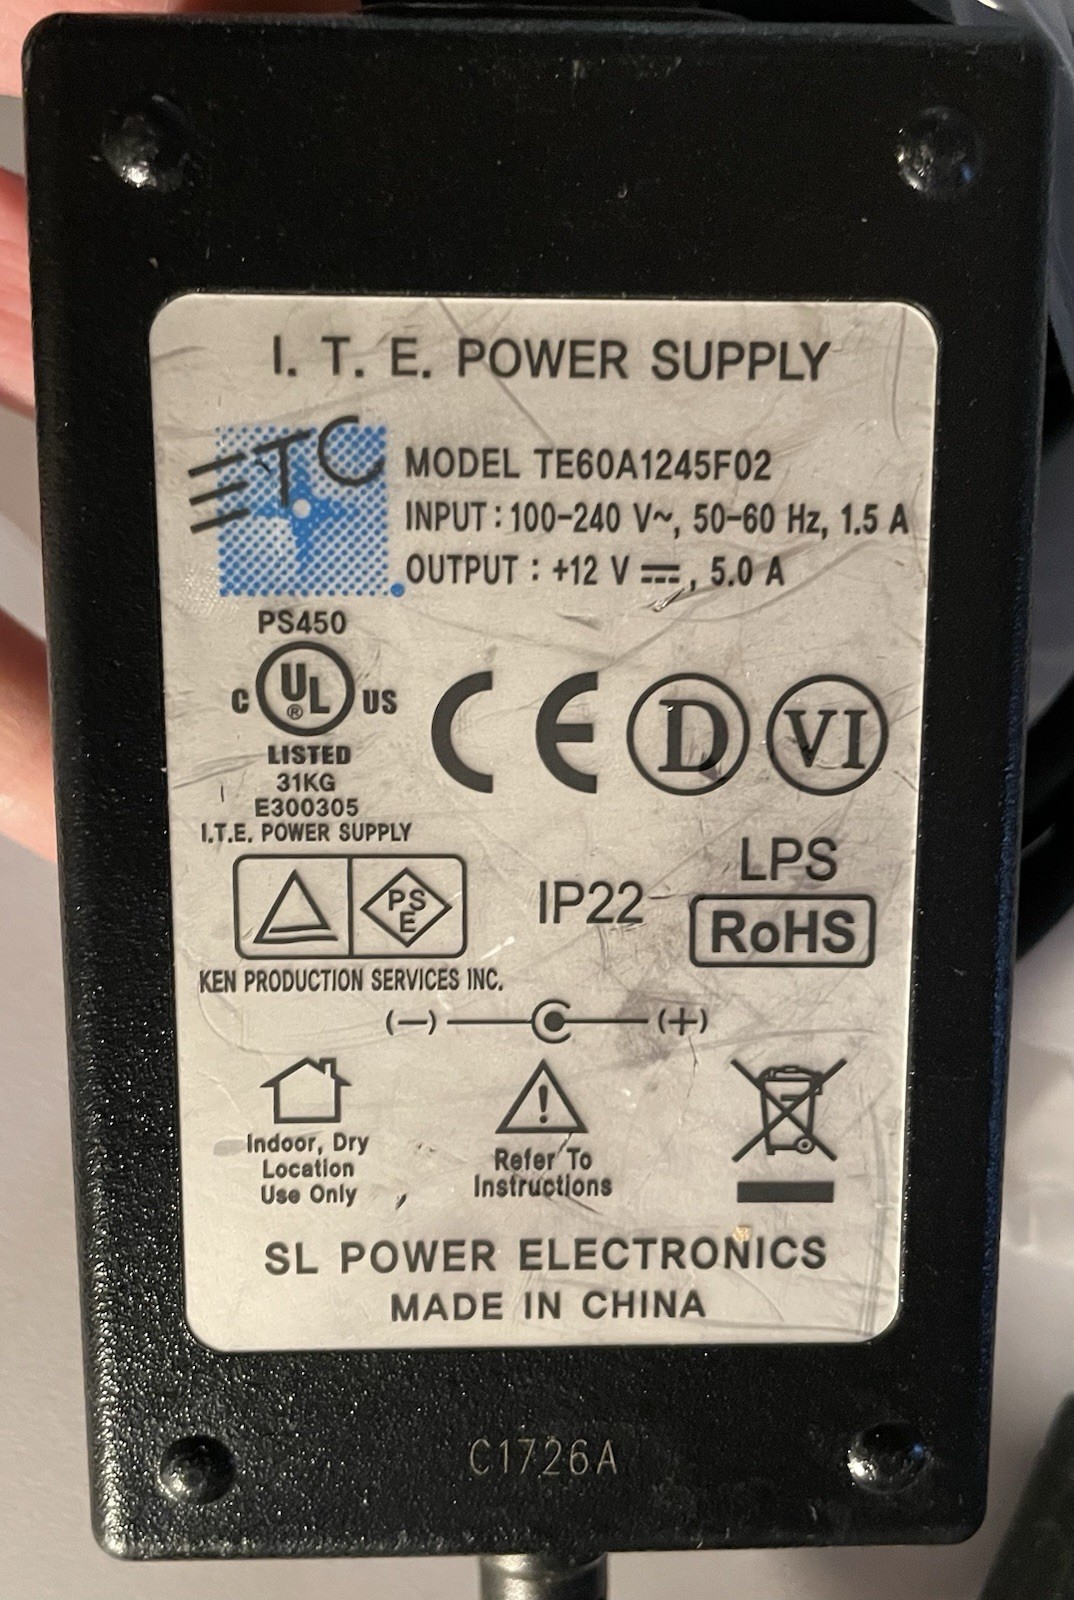 I. T. E. POWER SUPPLY
ETC
MODEL TE60A1245F02
INPUT : 100-240 V~, 50-60 Hz, 1.5 A
OUTPUT : +12 V ⎓, 5.0 A
PS450
C UL® US
LISTED
31KG
E300305
I.T.E. POWER SUPPLY
CE D VI
PSE
KEN PRODUCTION SERVICES INC.
IP22
LPS
RoHS
(-) (+)
Indoor, Dry
Location
Use Only
!
Refer To
Instructions
SL POWER ELECTRONICS
MADE IN CHINA
C1726A